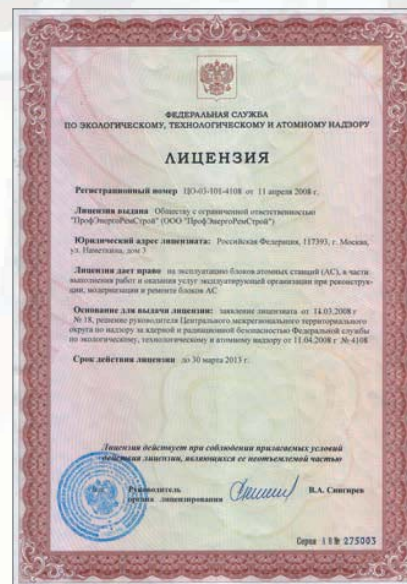 ФЕДЕРАЛЬНАЯ СЛУЖБА
ПО ЭКОЛОГИЧЕСКОМУ, ТЕХНОЛОГИЧЕСКОМУ И АТОМНОМУ НАДЗОРУ
ЛИЦЕНЗИЯ
Регистрационный номер ЦО-03-101-4108 от 11 апреля 2008 г.
Лицензия выдана Обществу с ограниченной ответственностью
"ПрофЭнергоРемСтрой" (ООО "ПрофЭнергоРемСтрой")
Юридический адрес лицензиата: Российская Федерация, 117393, г. Москва,
ул. Наметкина, дом 3
Лицензия дает право на эксплуатацию блоков атомных станций (АС), в части
выполнения работ и оказания услуг эксплуатирующей организации при реконструк-
ции, модернизации и ремонте блоков АС
Основание для выдачи лицензии: заявление лицензиата от 11.03.2008 г
№ 18, решение руководителя Центрального межрегионального территориального
округа по надзору за ядерной и радиационной безопасностью Федеральной службы
по экологическому, технологическому и атомному надзору от 11.04.2008 г № 4108
Срок действия лицензии до 30 марта 2013 г.
Лицензия действует при соблюдении прилагаемых условий
действия лицензии, являющихся ее неотъемлемой частью
Руководитель
органа лицензирования
В.А. Снигирев
Серия 1 8 № 275003